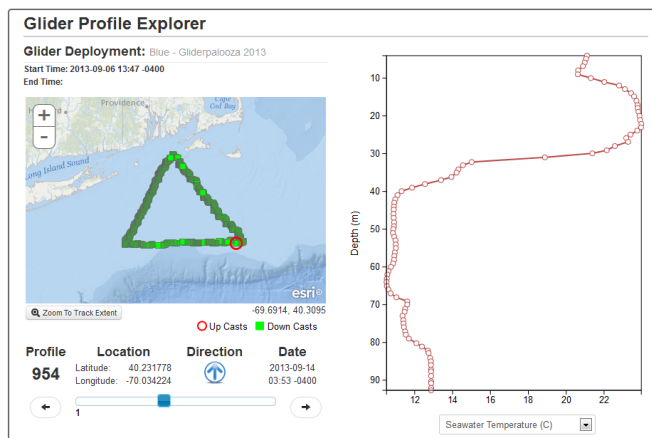 Glider Profile Explorer
Glider Deployment: Blue - Gliderpalooza 2013
Start Time: 2013-09-06 13:47 -0400
End Time:
+
-
Providence
Cape
Cod Bay
Long Island Sound
esri
Zoom To Track Extent
-69.6914, 40.3095
Up Casts Down Casts
Profile Location Direction Date
954
Latitude: 40.231778
Longitude: -70.034224
2013-09-14
03:53 -0400
1
10
20
30
40
50
60
70
80
90
Depth (m)
12 14 16 18 20 22
Seawater Temperature (C)